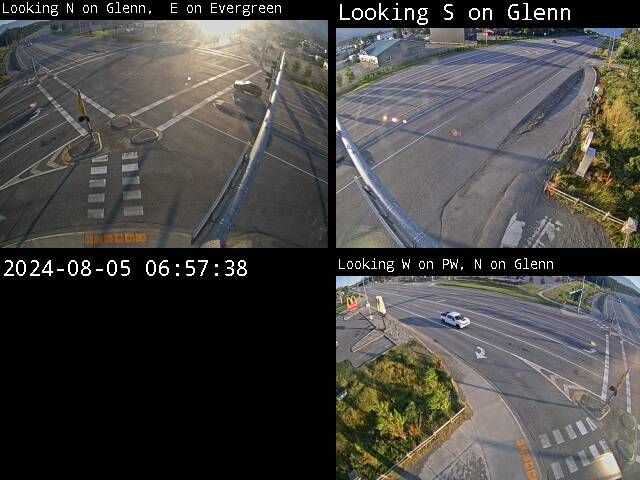 Looking N on Glenn,  E on Evergreen
Looking S on Glenn
2024-08-05 06:57:38
Looking W on PW, N on Glenn